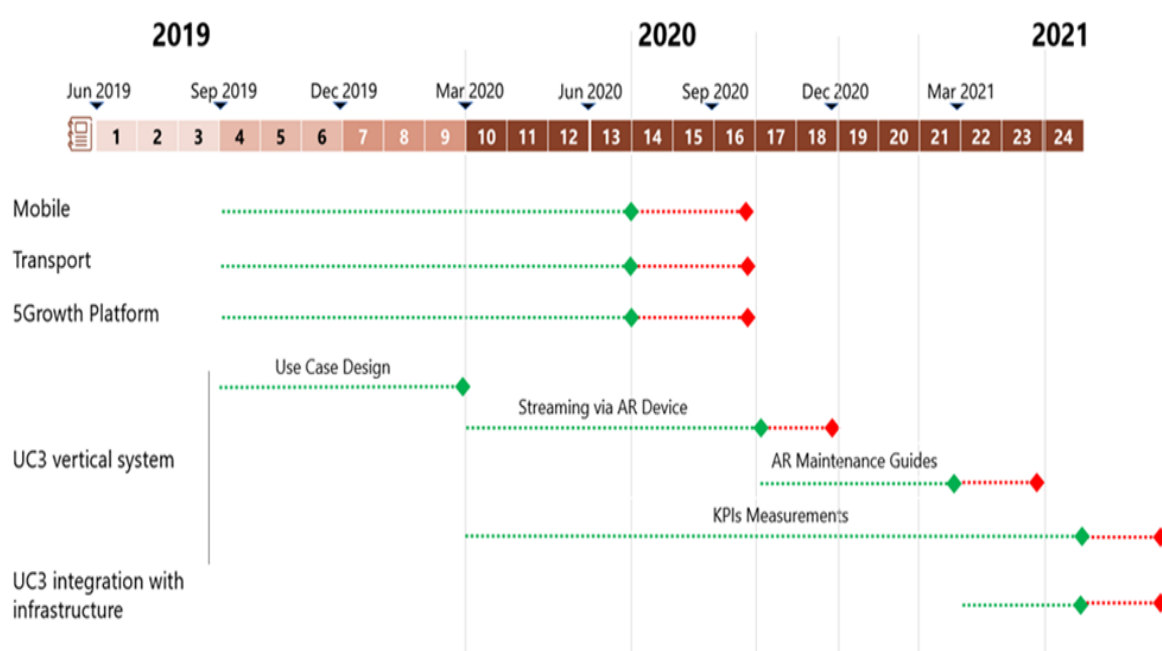 2019 2020 2021
Jun 2019 Sep 2019 Dec 2019 Mar 2020 Jun 2020 Sep 2020 Dec 2020 Mar 2021
1 2 3 4 5 6 7 8 9 10 11 12 13 14 15 16 17 18 19 20 21 22 23 24
Mobile
Transport
5Growth Platform
Use Case Design
Streaming via AR Device
UC3 vertical system
AR Maintenance Guides
KPIs Measurements
UC3 integration with
infrastructure